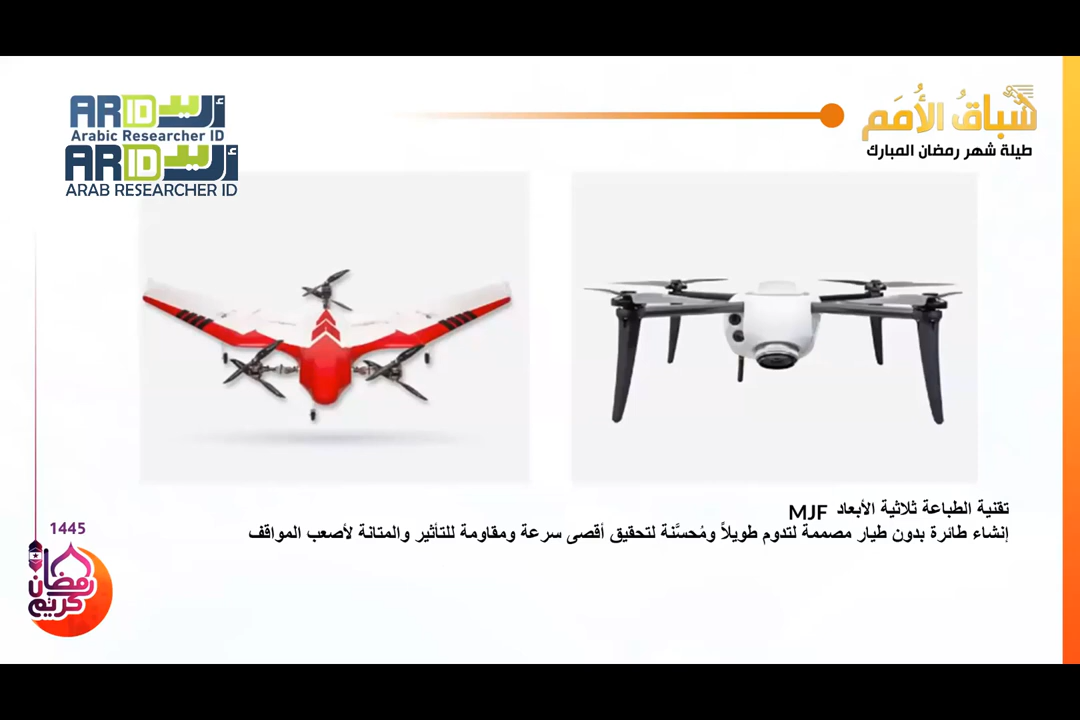 ARID أريد
Arabic Researcher ID
ARID أريد
ARAB RESEARCHER ID
سباقُ الأُمَم
طيلة شهر رمضان المبارك
تقنية الطباعة ثلاثية الأبعاد MJF
إنشاء طائرة بدون طيار مصممة لتدوم طويلاً ومُحسَّنة لتحقيق أقصى سرعة ومقاومة للتأثير والمتانة لأصعب المواقف
1445
رمضان
كريم